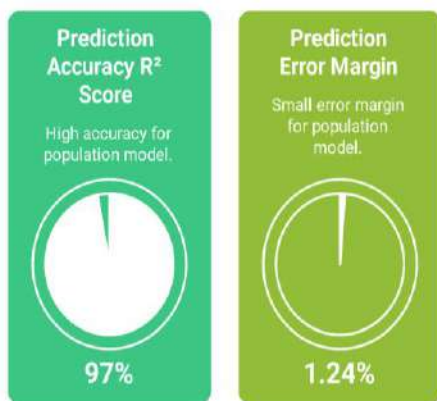 Prediction
Accuracy R²
Score
High accuracy for
population model.
97%
Prediction
Error Margin
Small error margin
for population
model.
1.24%